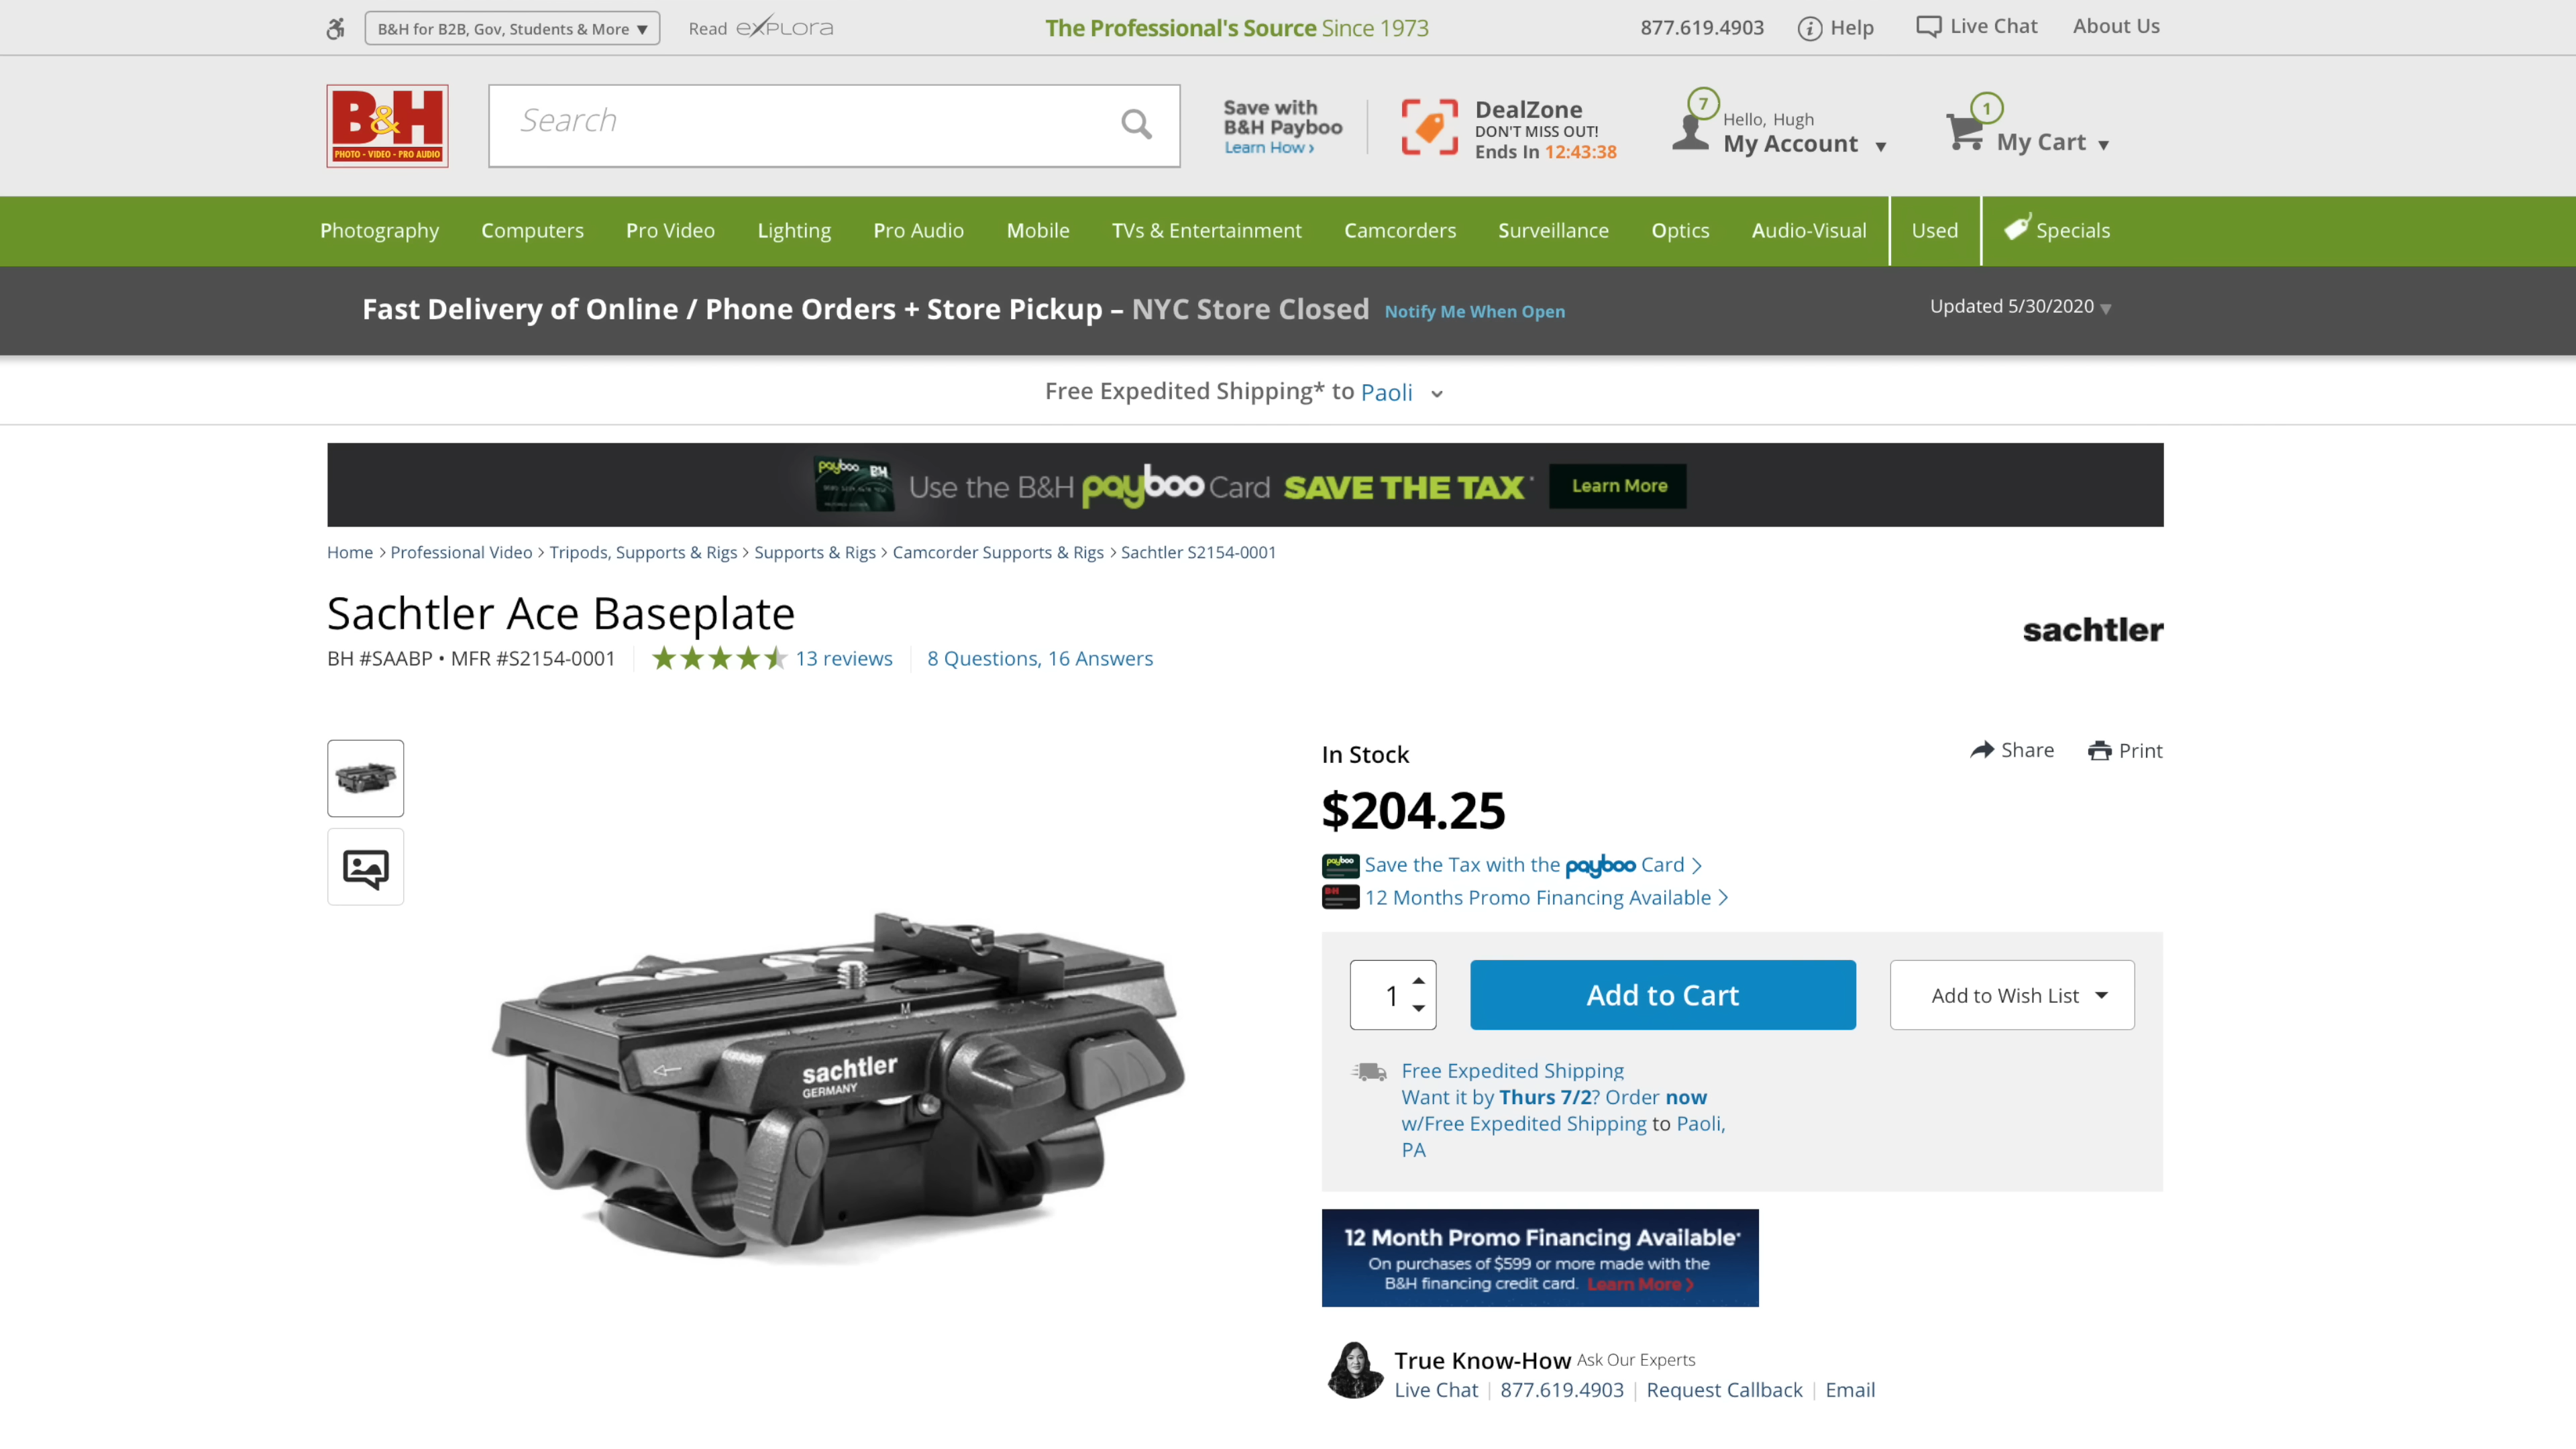 B&H for B2B, Gov, Students & More ▼
Read eXPLORa
The Professional's Source Since 1973
877.619.4903
Help
Live Chat
About Us
B&H
PHOTO - VIDEO - PRO AUDIO
Search
Save with
B&H Payboo
Learn How ›
DealZone
DON'T MISS OUT!
Ends In 12:43:38
7
Hello, Hugh
My Account ▼
1
My Cart ▼
Photography Computers Pro Video Lighting Pro Audio Mobile TVs & Entertainment Camcorders Surveillance Optics Audio-Visual Used Specials
Fast Delivery of Online / Phone Orders + Store Pickup – NYC Store Closed Notify Me When Open
Updated 5/30/2020 ▼
Free Expedited Shipping* to Paoli
payboo B&H
Use the B&H payboo Card SAVE THE TAX* Learn More
Home > Professional Video > Tripods, Supports & Rigs > Supports & Rigs > Camcorder Supports & Rigs > Sachtler S2154-0001
Sachtler Ace Baseplate
sachtler
BH #SAABP • MFR #S2154-0001
13 reviews
8 Questions, 16 Answers
In Stock
Share
Print
$204.25
payboo Save the Tax with the payboo Card >
BH 12 Months Promo Financing Available >
M
sachtler
GERMANY
1
Add to Cart
Add to Wish List
Free Expedited Shipping
Want it by Thurs 7/2? Order now
w/Free Expedited Shipping to Paoli,
PA
12 Month Promo Financing Available*
On purchases of $599 or more made with the
B&H financing credit card. Learn More >
True Know-How Ask Our Experts
Live Chat | 877.619.4903 | Request Callback | Email